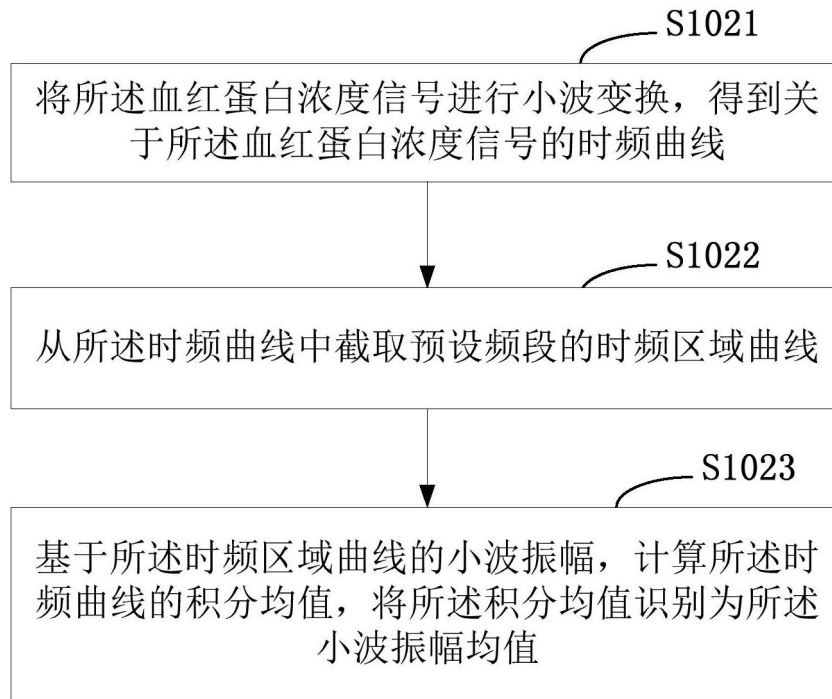 S1021
将所述血红蛋白浓度信号进行小波变换，得到关
于所述血红蛋白浓度信号的时频曲线
S1022
从所述时频曲线中截取预设频段的时频区域曲线
S1023
基于所述时频区域曲线的小波振幅，计算所述时
频曲线的积分均值，将所述积分均值识别为所述
小波振幅均值